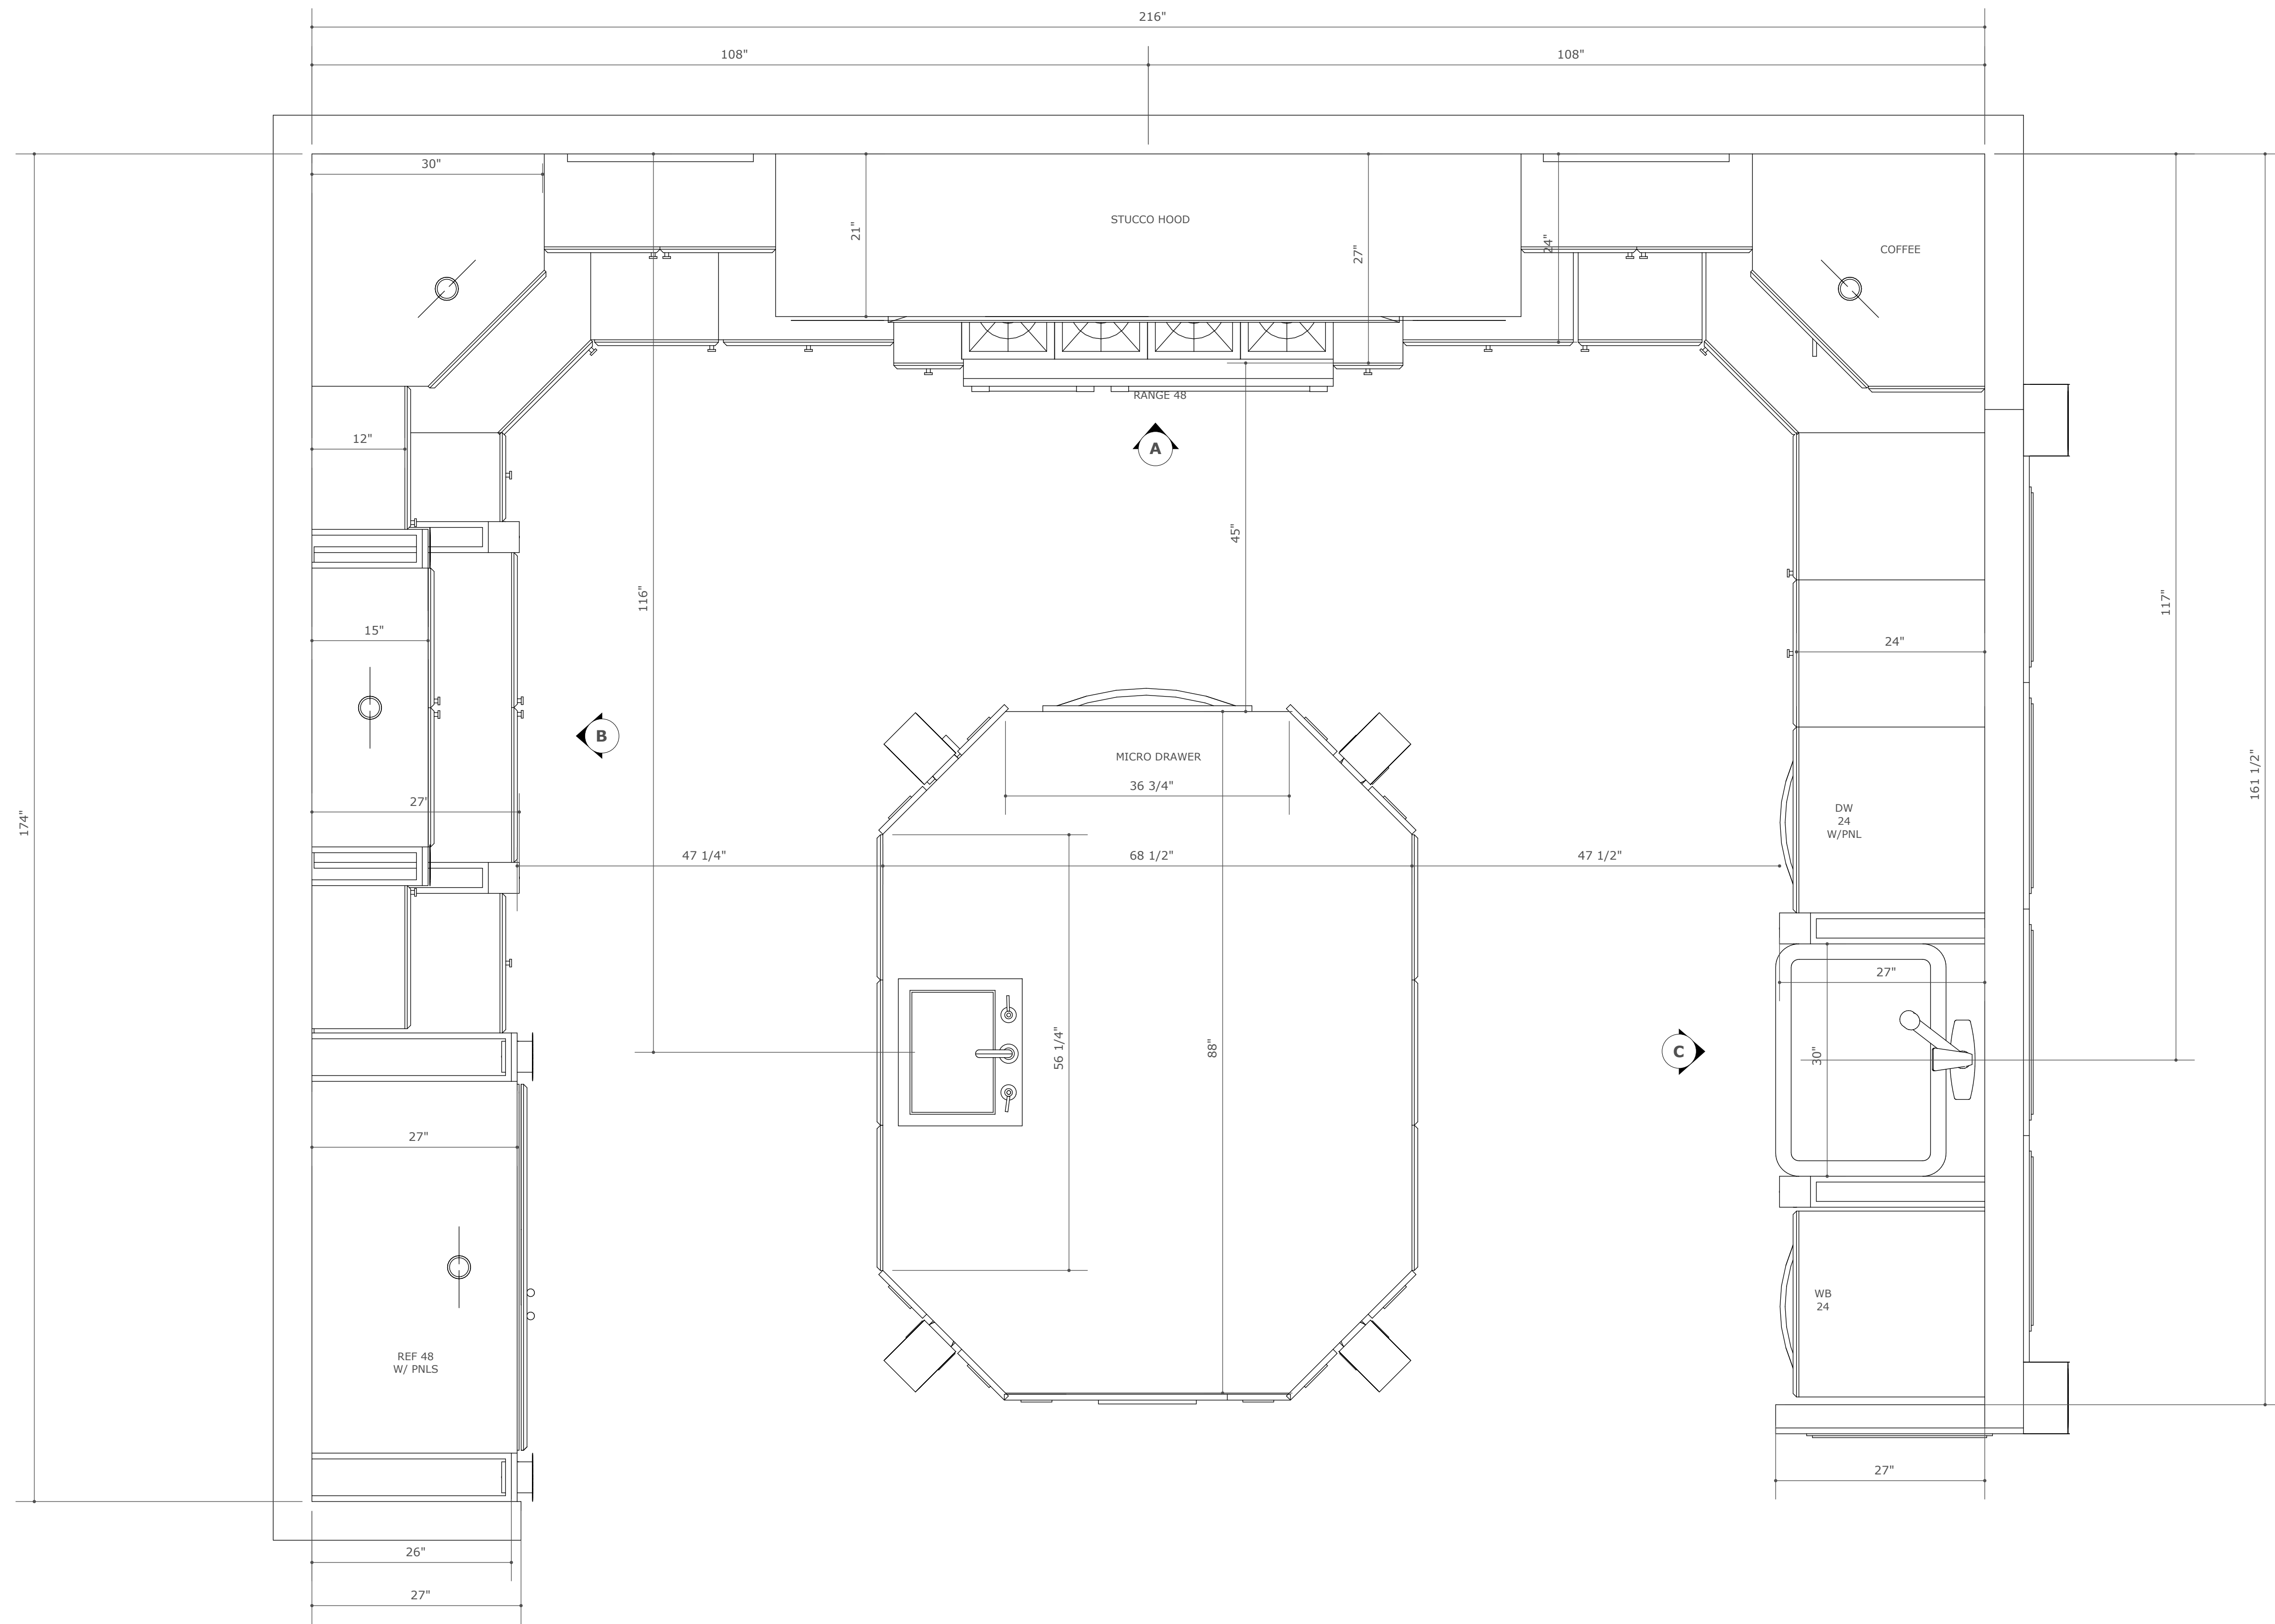 216"
108"
108"
30"
21"
STUCCO HOOD
27"
24"
COFFEE
RANGE 48
12"
A
45"
116"
117"
15"
24"
B
MICRO DRAWER
36 3/4"
161 1/2"
174"
27"
DW
24
W/PNL
47 1/4"
68 1/2"
47 1/2"
27"
56 1/4"
88"
C
30"
27"
WB
24
REF 48
W/ PNLS
27"
26"
27"